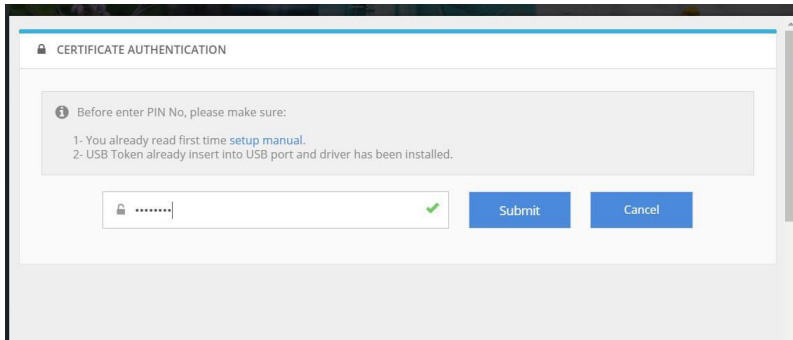 CERTIFICATE AUTHENTICATION
Before enter PIN No, please make sure:
1- You already read first time setup manual.
2- USB Token already insert into USB port and driver has been installed.
••••••••
Submit
Cancel